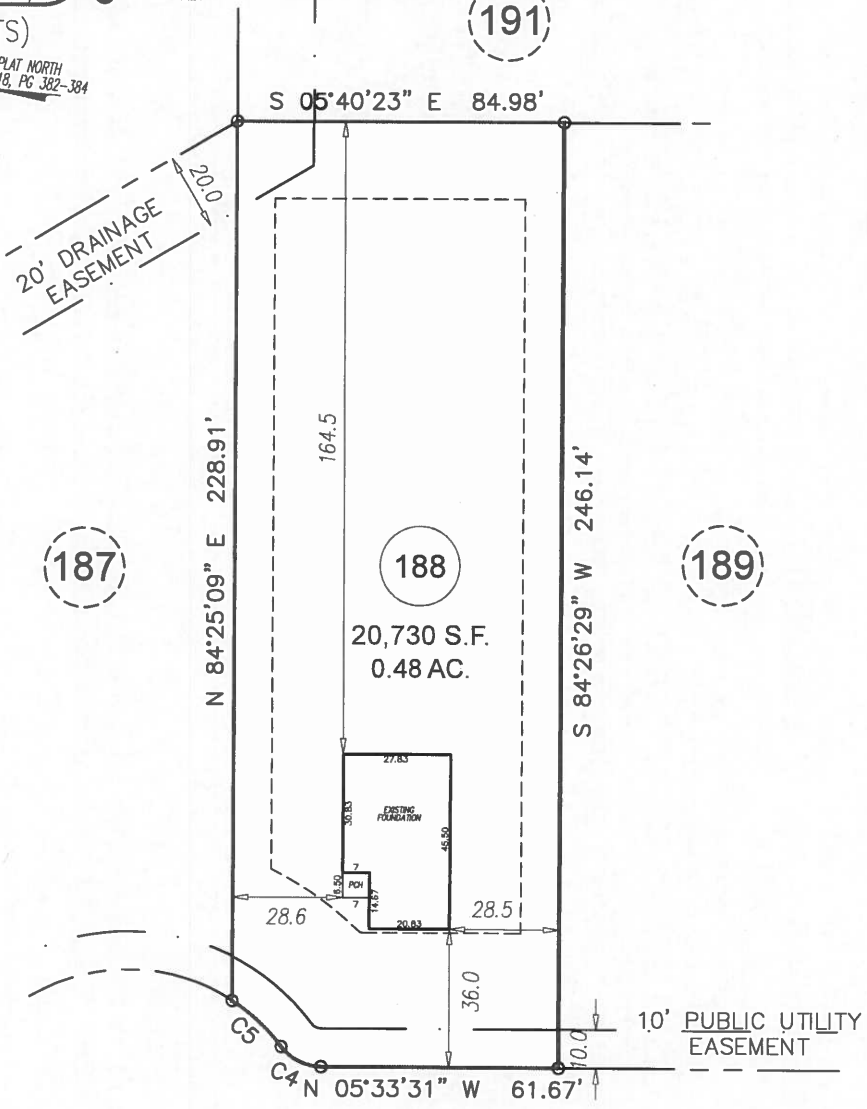 191
TS)
PLAT NORTH
18, PG 382-384
S 05°40'23" E 84.98'
20.0
20' DRAINAGE
EASEMENT
164.5
N 84°25'09" E 228.91'
S 84°26'29" W 246.14'
187
188
189
20,730 S.F.
0.48 AC.
27.83
30.83
EXISTING
FOUNDATION
45.50
7
6.50
PCH
7
14.67
20.83
28.6
28.5
36.0
C5
C4
10' PUBLIC UTILITY
EASEMENT
10.0
N 05°33'31" W 61.67'